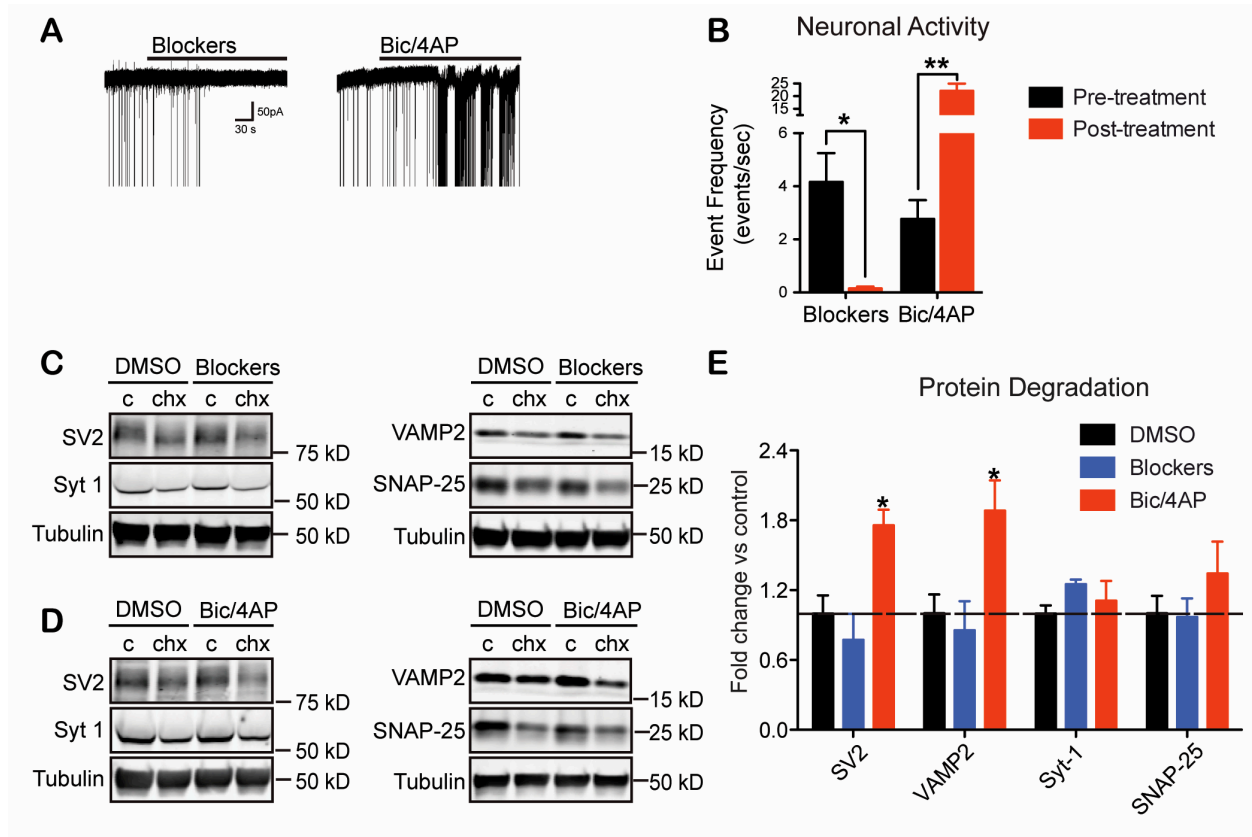 A
Blockers
Bic/4AP
50pA
30 s
B
Neuronal Activity
Event Frequency
(events/sec)
25
20
15
6
4
2
0
*
**
Blockers
Bic/4AP
Pre-treatment
Post-treatment
C
DMSO Blockers
c chx c chx
SV2
75 kD
Syt 1
50 kD
Tubulin
50 kD
DMSO Blockers
c chx c chx
VAMP2
15 kD
SNAP-25
25 kD
Tubulin
50 kD
D
DMSO Bic/4AP
c chx c chx
SV2
75 kD
Syt 1
50 kD
Tubulin
50 kD
DMSO Bic/4AP
c chx c chx
VAMP2
15 kD
SNAP-25
25 kD
Tubulin
50 kD
E
Protein Degradation
DMSO
Blockers
Bic/4AP
Fold change vs control
2.4
1.8
1.2
0.6
0.0
*
*
SV2
VAMP2
Syt-1
SNAP-25